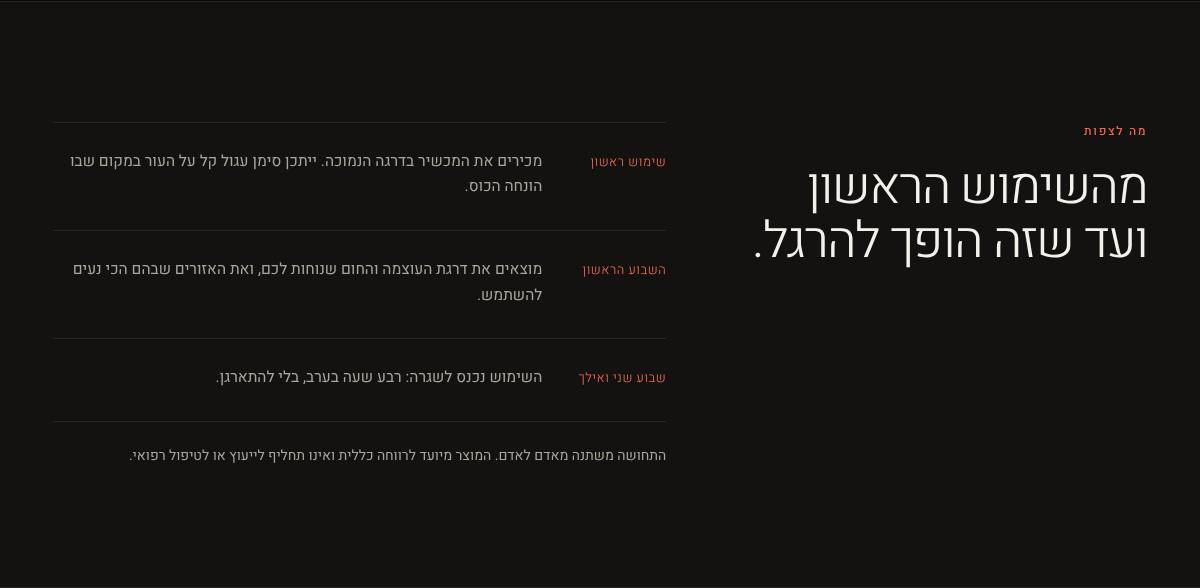 מה לצפות
מהשימוש הראשון
ועד שזה הופך להרגל.
שימוש ראשון
מכירים את המכשיר בדרגה הנמוכה. ייתכן סימן עגול קל על העור במקום שבו
הונחה הכוס.
השבוע הראשון
מוצאים את דרגת העוצמה והחום שנוחות לכם, ואת האזורים שבהם הכי נעים
להשתמש.
שבוע שני ואילך
השימוש נכנס לשגרה: רבע שעה בערב, בלי להתארגן.
התחושה משתנה מאדם לאדם. המוצר מיועד לרווחה כללית ואינו תחליף לייעוץ או לטיפול רפואי.